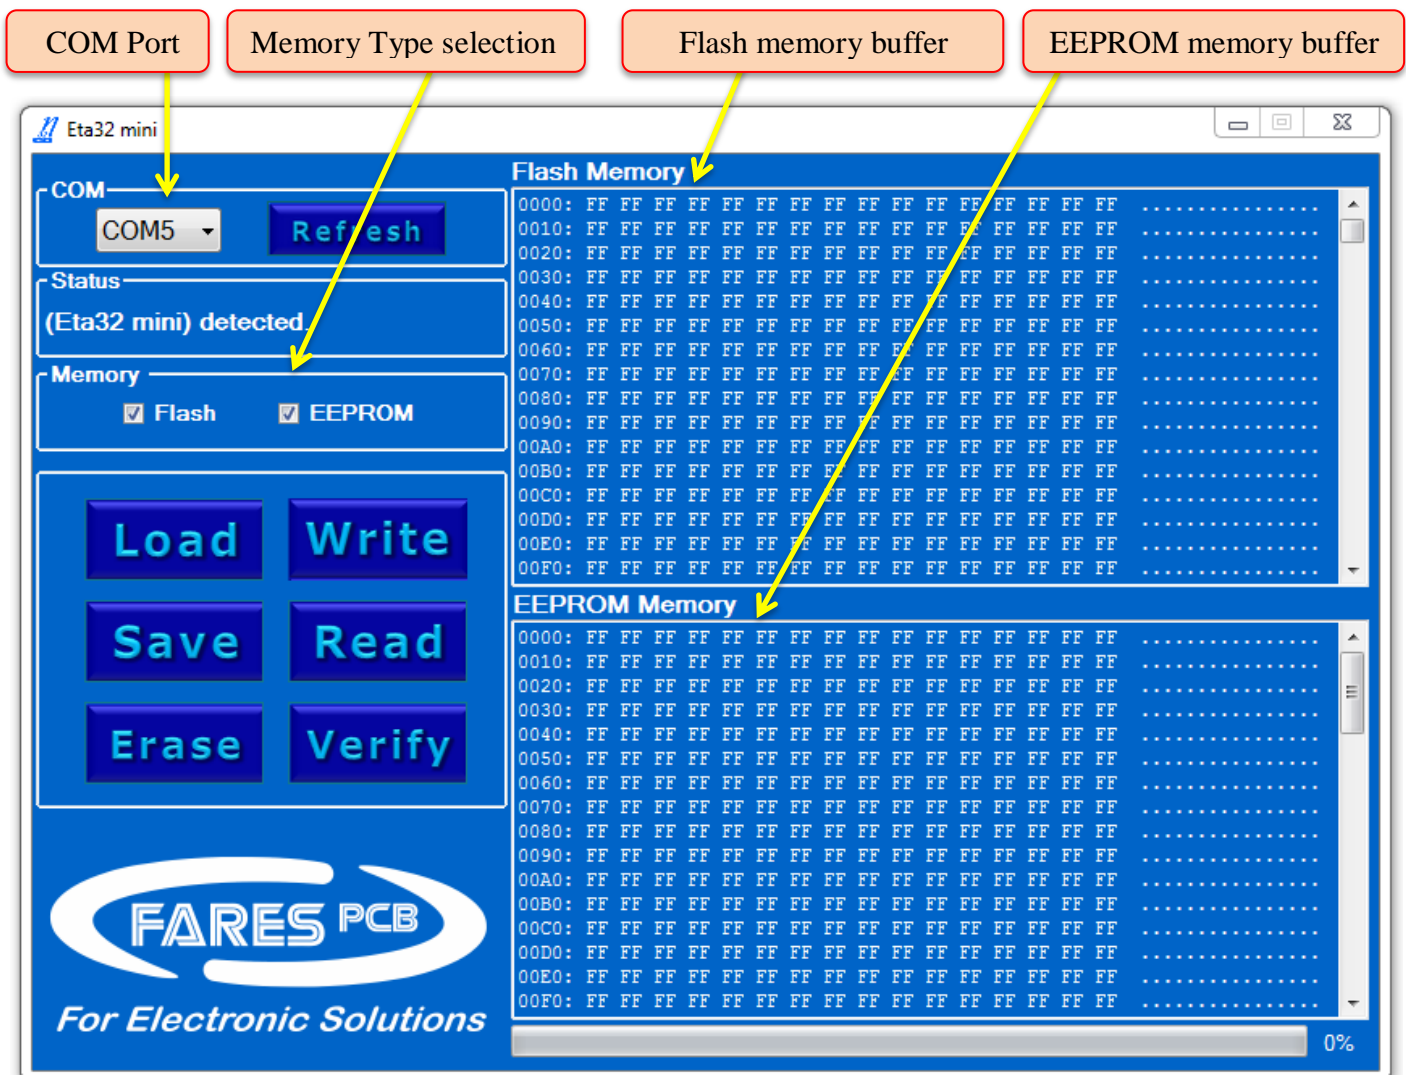 COM Port
Memory Type selection
Flash memory buffer
EEPROM memory buffer
Eta32 mini
COM
COM5
Refresh
Status
(Eta32 mini) detected.
Memory
Flash
EEPROM
Load
Write
Save
Read
Erase
Verify
FARES PCB
For Electronic Solutions
Flash Memory
0000: FF FF FF FF FF FF FF FF FF FF FF FF FF FF FF FF ................
0010: FF FF FF FF FF FF FF FF FF FF FF FF FF FF FF FF ................
0020: FF FF FF FF FF FF FF FF FF FF FF FF FF FF FF FF ................
0030: FF FF FF FF FF FF FF FF FF FF FF FF FF FF FF FF ................
0040: FF FF FF FF FF FF FF FF FF FF FF FF FF FF FF FF ................
0050: FF FF FF FF FF FF FF FF FF FF FF FF FF FF FF FF ................
0060: FF FF FF FF FF FF FF FF FF FF FF FF FF FF FF FF ................
0070: FF FF FF FF FF FF FF FF FF FF FF FF FF FF FF FF ................
0080: FF FF FF FF FF FF FF FF FF FF FF FF FF FF FF FF ................
0090: FF FF FF FF FF FF FF FF FF FF FF FF FF FF FF FF ................
00A0: FF FF FF FF FF FF FF FF FF FF FF FF FF FF FF FF ................
00B0: FF FF FF FF FF FF FF FF FF FF FF FF FF FF FF FF ................
00C0: FF FF FF FF FF FF FF FF FF FF FF FF FF FF FF FF ................
00D0: FF FF FF FF FF FF FF FF FF FF FF FF FF FF FF FF ................
00E0: FF FF FF FF FF FF FF FF FF FF FF FF FF FF FF FF ................
00F0: FF FF FF FF FF FF FF FF FF FF FF FF FF FF FF FF ................
EEPROM Memory
0000: FF FF FF FF FF FF FF FF FF FF FF FF FF FF FF FF ................
0010: FF FF FF FF FF FF FF FF FF FF FF FF FF FF FF FF ................
0020: FF FF FF FF FF FF FF FF FF FF FF FF FF FF FF FF ................
0030: FF FF FF FF FF FF FF FF FF FF FF FF FF FF FF FF ................
0040: FF FF FF FF FF FF FF FF FF FF FF FF FF FF FF FF ................
0050: FF FF FF FF FF FF FF FF FF FF FF FF FF FF FF FF ................
0060: FF FF FF FF FF FF FF FF FF FF FF FF FF FF FF FF ................
0070: FF FF FF FF FF FF FF FF FF FF FF FF FF FF FF FF ................
0080: FF FF FF FF FF FF FF FF FF FF FF FF FF FF FF FF ................
0090: FF FF FF FF FF FF FF FF FF FF FF FF FF FF FF FF ................
00A0: FF FF FF FF FF FF FF FF FF FF FF FF FF FF FF FF ................
00B0: FF FF FF FF FF FF FF FF FF FF FF FF FF FF FF FF ................
00C0: FF FF FF FF FF FF FF FF FF FF FF FF FF FF FF FF ................
00D0: FF FF FF FF FF FF FF FF FF FF FF FF FF FF FF FF ................
00E0: FF FF FF FF FF FF FF FF FF FF FF FF FF FF FF FF ................
00F0: FF FF FF FF FF FF FF FF FF FF FF FF FF FF FF FF ................
0%